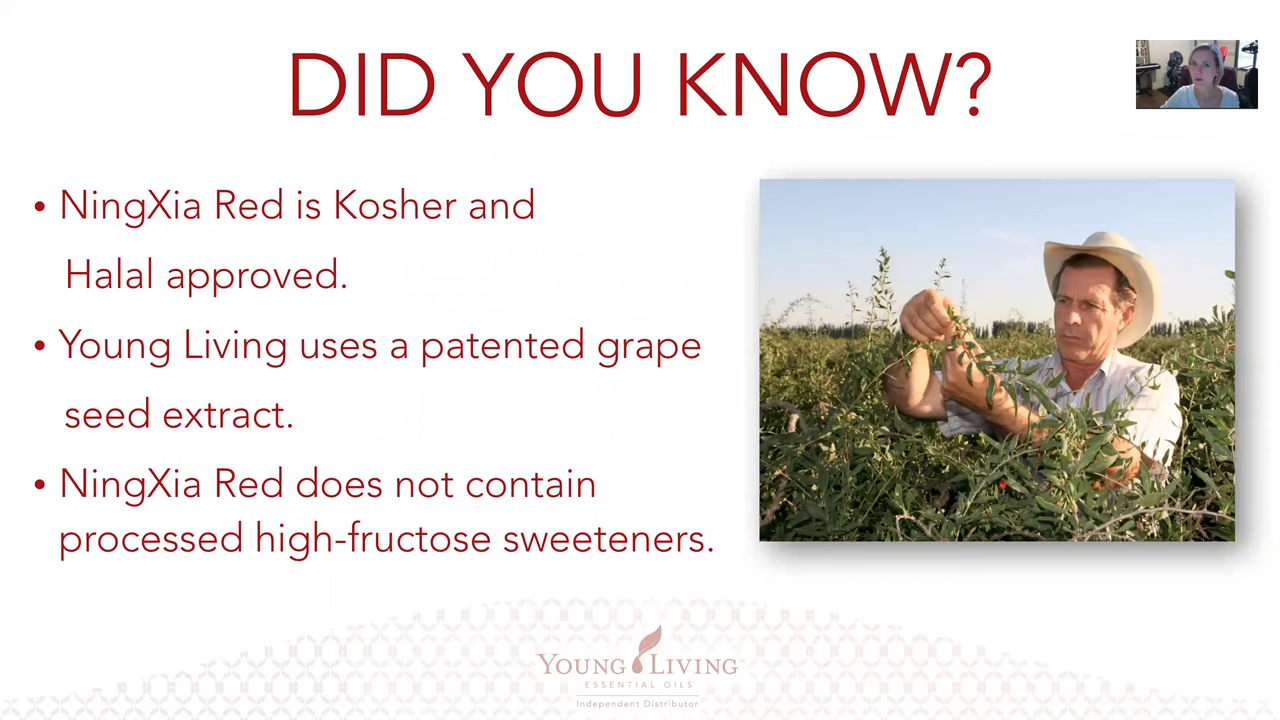 DID YOU KNOW?
• NingXia Red is Kosher and
Halal approved.
• Young Living uses a patented grape
seed extract.
• NingXia Red does not contain
processed high-fructose sweeteners.
YOUNG LIVING™
ESSENTIAL OILS
Independent Distributor